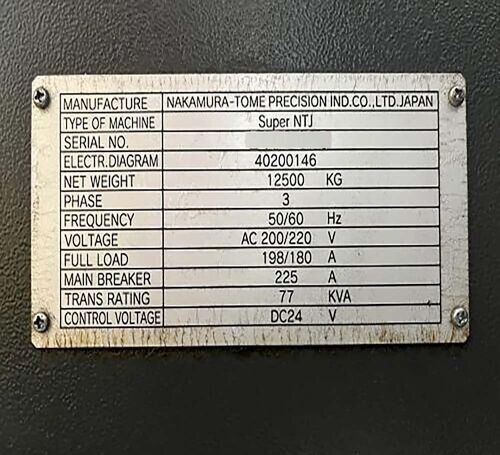 MANUFACTURE NAKAMURA-TOME PRECISION IND.CO.,LTD.JAPAN
TYPE OF MACHINE Super NTJ
SERIAL NO.
ELECTR.DIAGRAM 40200146
NET WEIGHT 12500 KG
PHASE 3
FREQUENCY 50/60 Hz
VOLTAGE AC 200/220 V
FULL LOAD 198/180 A
MAIN BREAKER 225 A
TRANS RATING 77 KVA
CONTROL VOLTAGE DC24 V